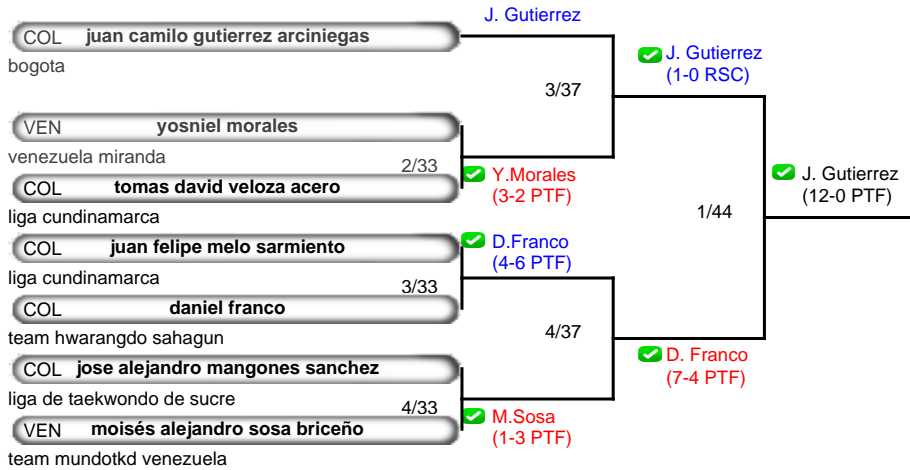 J. Gutierrez
COL juan camilo gutierrez arciniegas
bogota
J. Gutierrez
(1-0 RSC)
3/37
VEN yosniel morales
venezuela miranda
2/33
Y.Morales
(3-2 PTF)
COL tomas david veloza acero
liga cundinamarca
J. Gutierrez
(12-0 PTF)
1/44
COL juan felipe melo sarmiento
liga cundinamarca
D.Franco
(4-6 PTF)
3/33
COL daniel franco
team hwarangdo sahagun
4/37
D. Franco
(7-4 PTF)
COL jose alejandro mangones sanchez
liga de taekwondo de sucre
4/33
M.Sosa
(1-3 PTF)
VEN moisés alejandro sosa briceño
team mundotkd venezuela